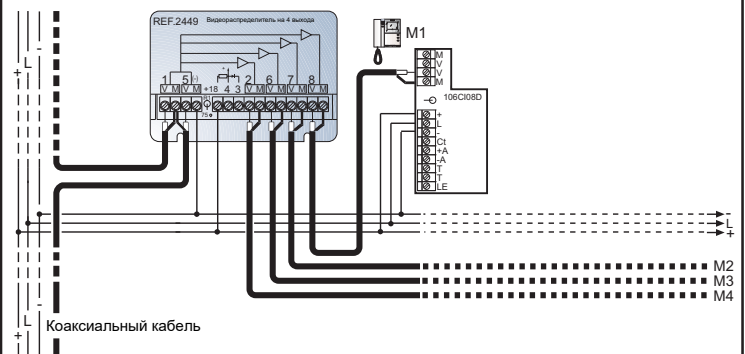 REF.2449 Видеораспределитель на 4 выхода
M1
-
L
+
1 5 (-) +18 4 3 2 6 7 8
V M V M V M V M V M V M
75
M
V
V
M
106CI08D
+
L
-
Ct
+A
-A
T
T
LE
-
L
+
M2
M3
M4
-
L
+
Коаксиальный кабель